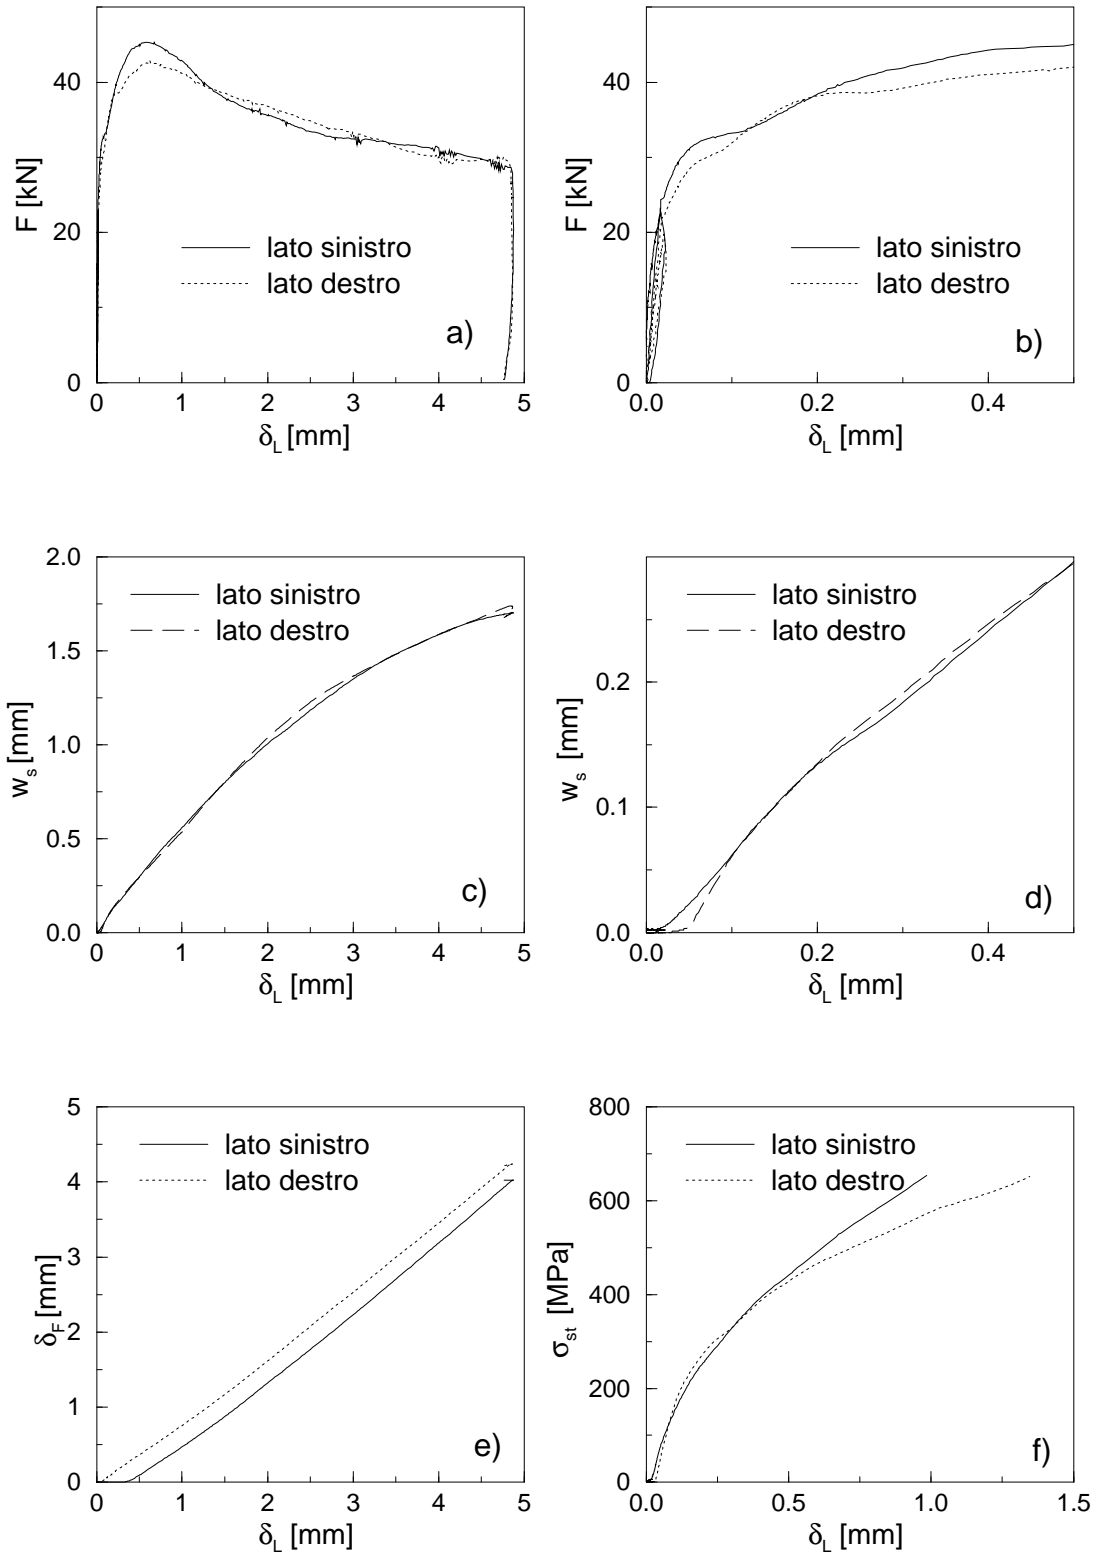 40
20
0
F [kN]
lato sinistro
lato destro
a)
0 1 2 3 4 5
δL [mm]
40
20
0
F [kN]
lato sinistro
lato destro
b)
0.0 0.2 0.4
δL [mm]
2.0
1.5
1.0
0.5
0.0
ws [mm]
lato sinistro
lato destro
c)
0 1 2 3 4 5
δL [mm]
0.2
0.1
0.0
ws [mm]
lato sinistro
lato destro
d)
0.0 0.2 0.4
δL [mm]
5
4
3
2
1
0
δF [mm]
lato sinistro
lato destro
e)
0 1 2 3 4 5
δL [mm]
800
600
400
200
0
σst [MPa]
lato sinistro
lato destro
f)
0.0 0.5 1.0 1.5
δL [mm]